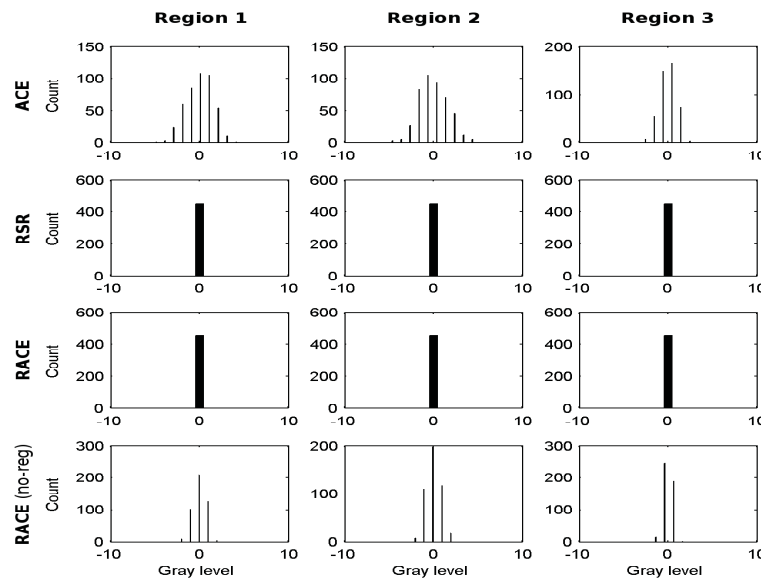 Region 1 Region 2 Region 3
ACE Count
150 100 50 0
-10 0 10
150 100 50 0
-10 0 10
200 100 0
-10 0 10
RSR Count
600 400 200 0
-10 0 10
600 400 200 0
-10 0 10
600 400 200 0
-10 0 10
RACE Count
600 400 200 0
-10 0 10
600 400 200 0
-10 0 10
600 400 200 0
-10 0 10
RACE (no-reg) Count
300 200 100 0
-10 0 10
Gray level
200 100 0
-10 0 10
Gray level
300 200 100 0
-10 0 10
Gray level